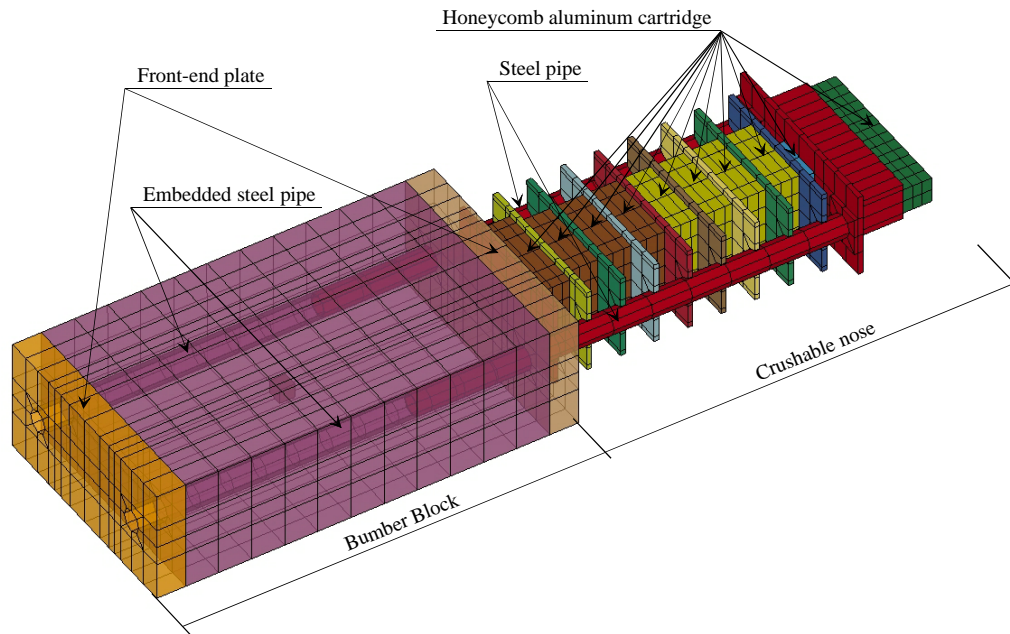 Honeycomb aluminum cartridge
Front-end plate
Steel pipe
Embedded steel pipe
Crushable nose
Bumber Block